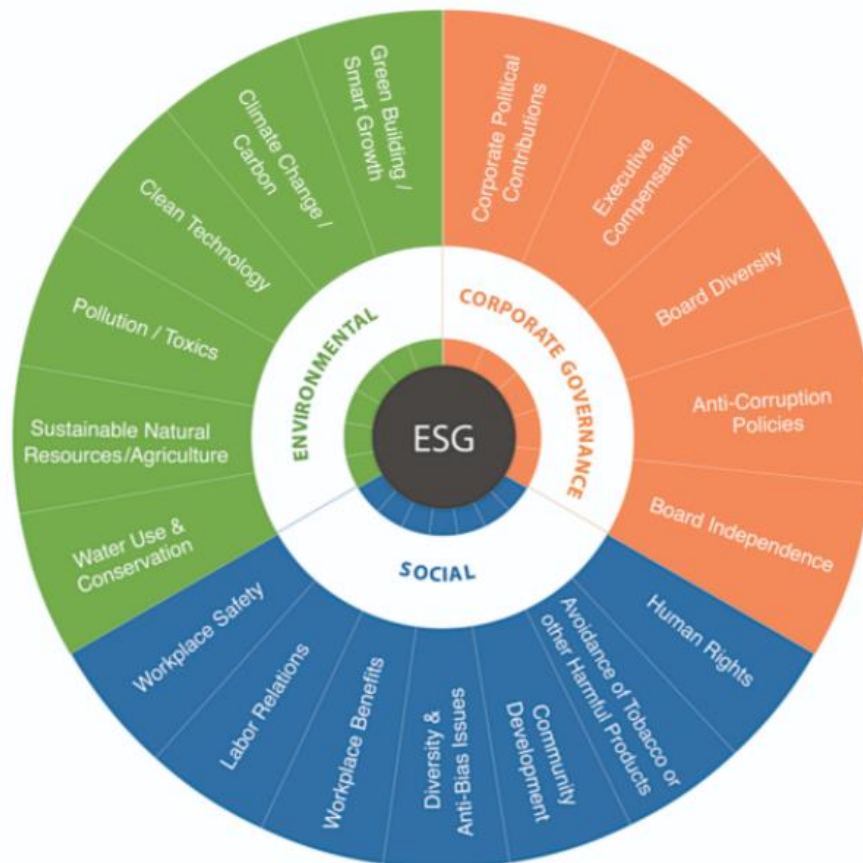 ESG
ENVIRONMENTAL
Green Building /
Smart Growth
Climate Change /
Carbon
Clean Technology
Pollution / Toxics
Sustainable Natural
Resources/Agriculture
Water Use &
Conservation
CORPORATE GOVERNANCE
Corporate Political
Contributions
Executive
Compensation
Board Diversity
Anti-Corruption
Policies
Board Independence
SOCIAL
Human Rights
Avoidance of Tobacco or
other Harmful Products
Community
Development
Diversity &
Anti-Bias Issues
Workplace Benefits
Labor Relations
Workplace Safety